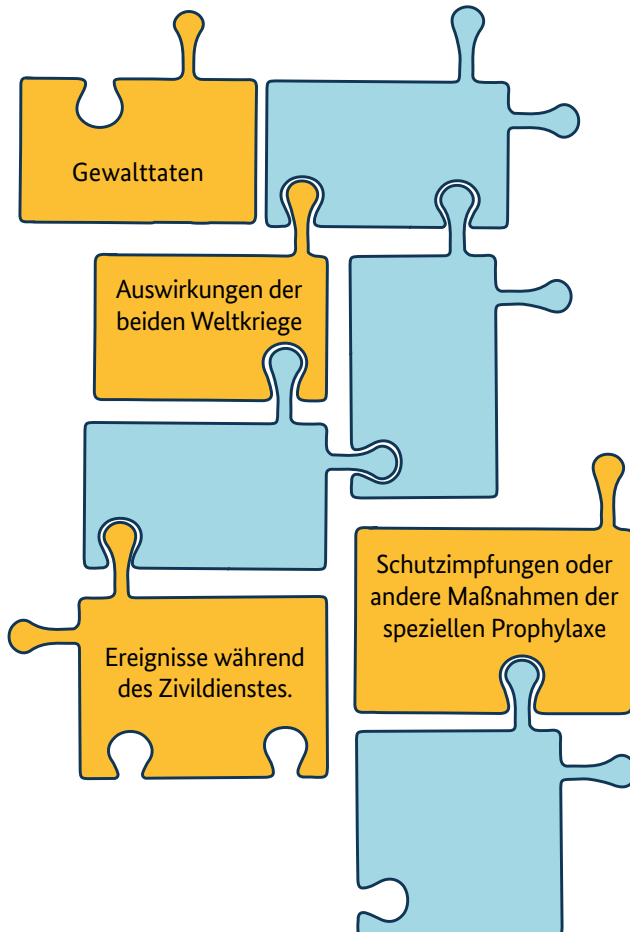 Gewalttaten
Auswirkungen der
beiden Weltkriege
Schutzimpfungen oder
andere Maßnahmen der
speziellen Prophylaxe
Ereignisse während
des Zivildienstes.